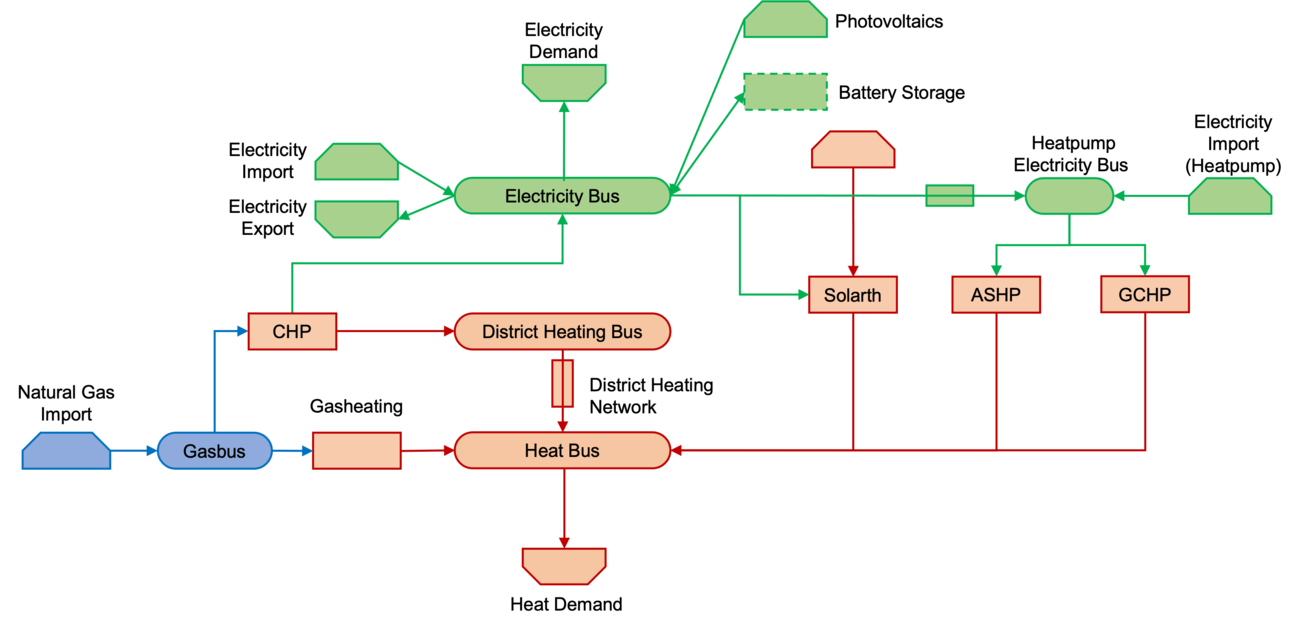 Photovoltaics
Electricity
Demand
Battery Storage
Electricity
Import
(Heatpump)
Heatpump
Electricity Bus
Electricity
Import
Electricity Bus
Electricity
Export
Solarth
ASHP
GCHP
CHP
District Heating Bus
District Heating
Network
Natural Gas
Import
Gasheating
Gasbus
Heat Bus
Heat Demand